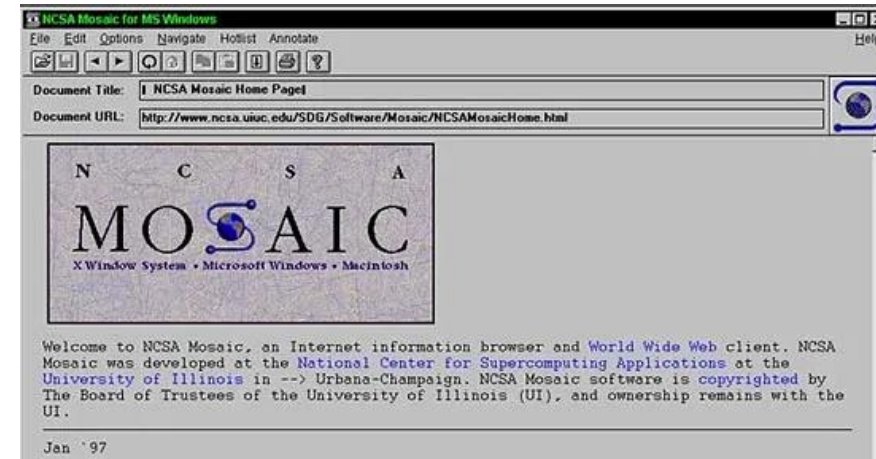 NCSA Mosaic for MS Windows
File Edit Options Navigate Hotlist Annotate Help
Document Title: NCSA Mosaic Home Page
Document URL: http://www.ncsa.uiuc.edu/SDG/Software/Mosaic/NCSAMosaicHome.html
N C S A
MOSAIC
X Window System • Microsoft Windows • Macintosh
Welcome to NCSA Mosaic, an Internet information browser and World Wide Web client. NCSA
Mosaic was developed at the National Center for Supercomputing Applications at the
University of Illinois in --> Urbana-Champaign. NCSA Mosaic software is copyrighted by
The Board of Trustees of the University of Illinois (UI), and ownership remains with the
UI.
Jan `97